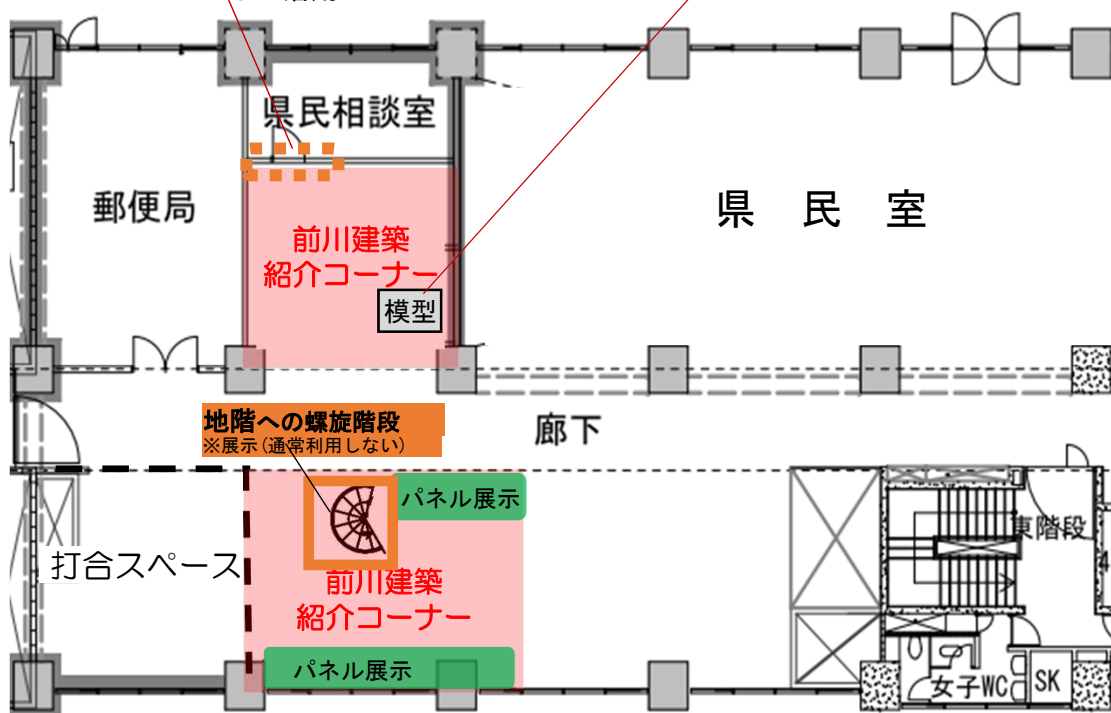 県民相談室
郵便局
県 民 室
前川建築
紹介コーナー
模型
地階への螺旋階段
※展示(通常利用しない)
廊下
パネル展示
東階段
打合スペース
前川建築
紹介コーナー
パネル展示
女子WC
SK